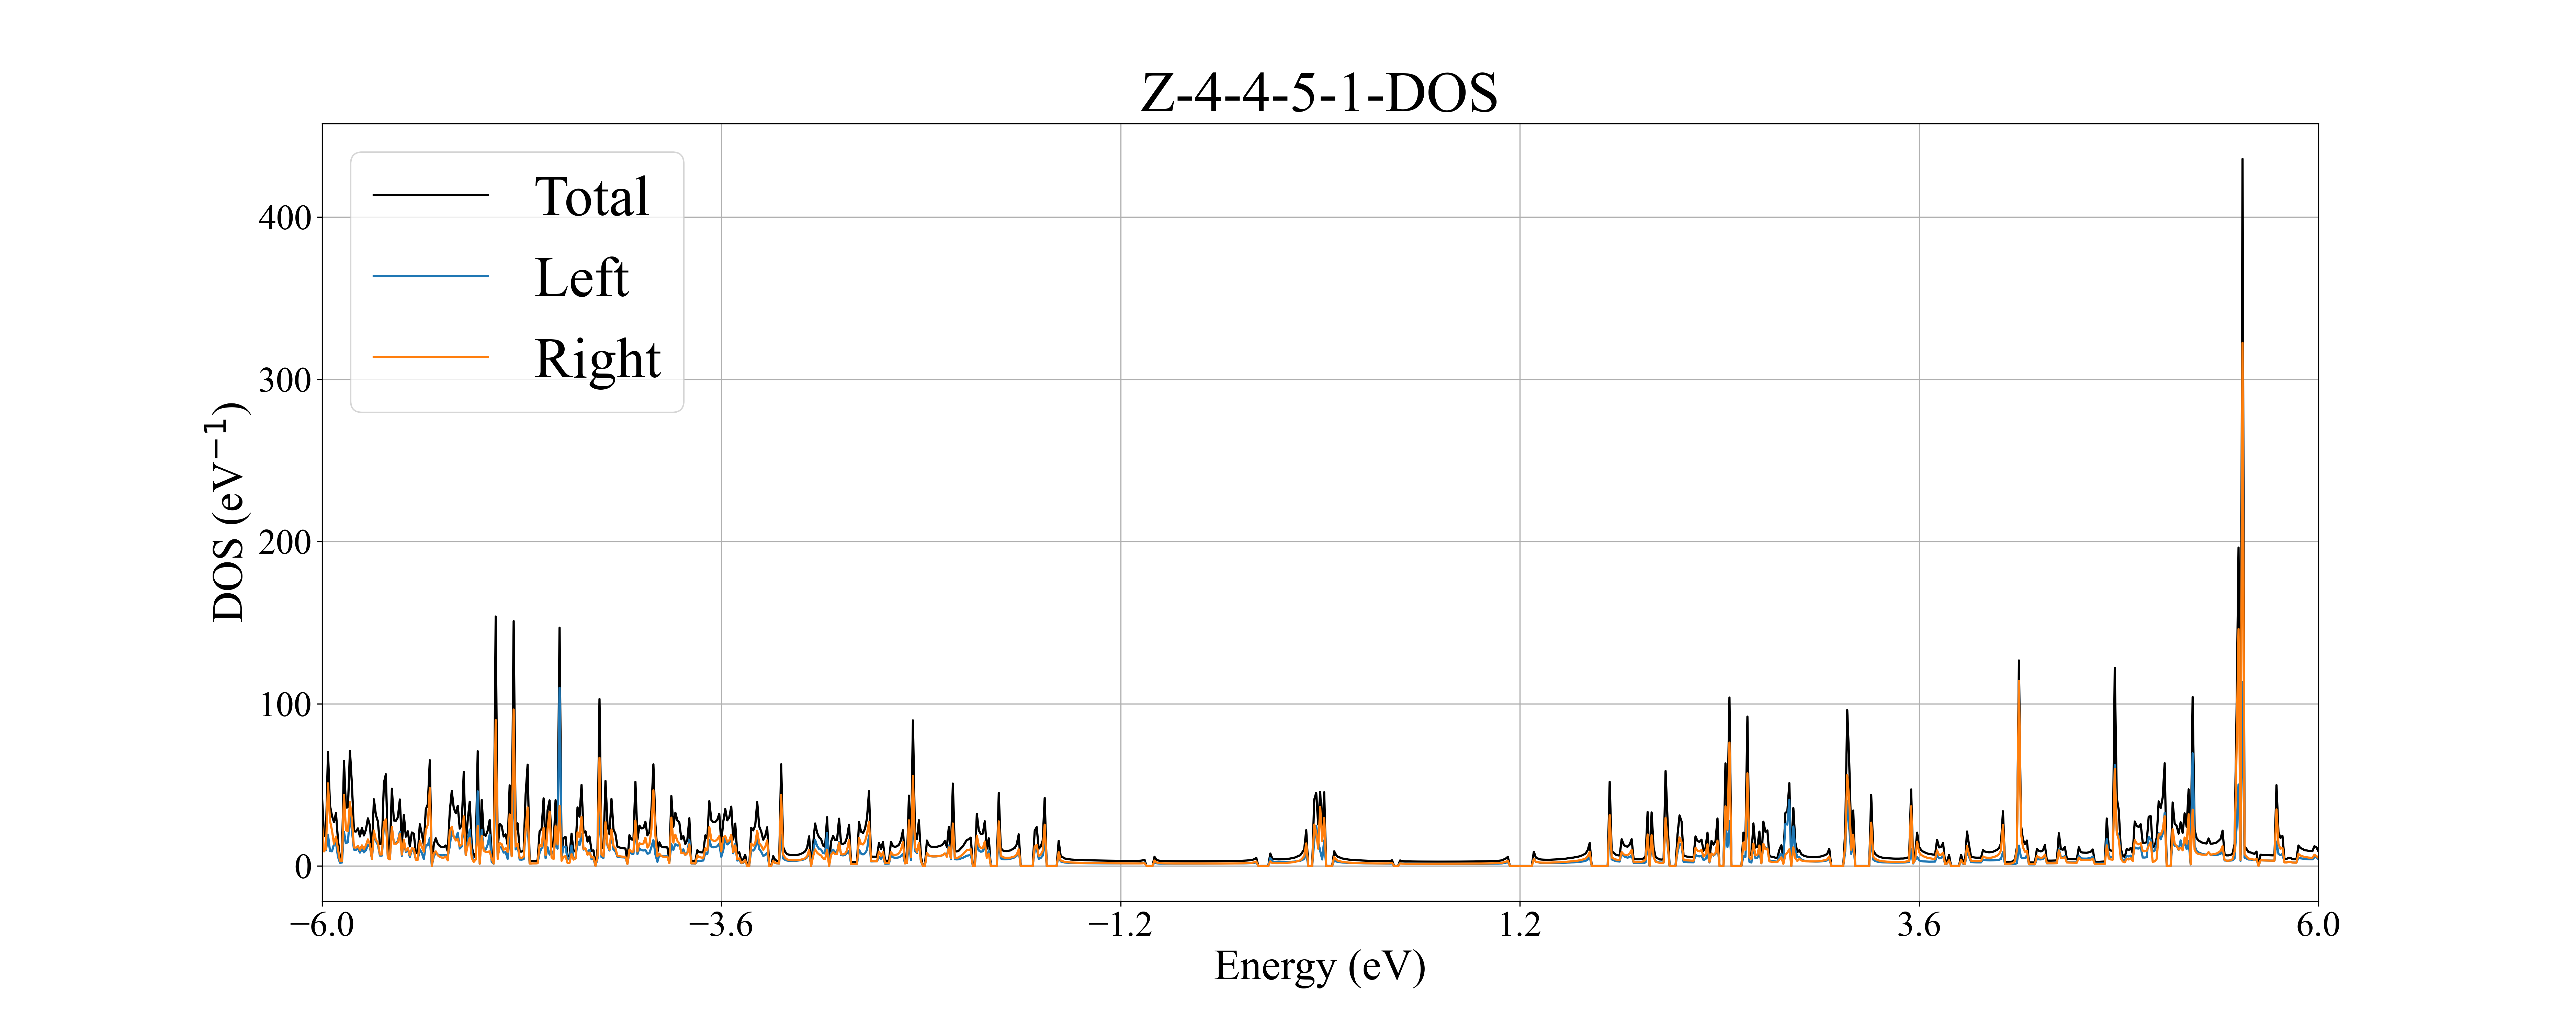 Z-4-4-5-1-DOS
Total
Left
Right
DOS (eV⁻¹)
400
300
200
100
0
−6.0
−3.6
−1.2
1.2
3.6
6.0
Energy (eV)